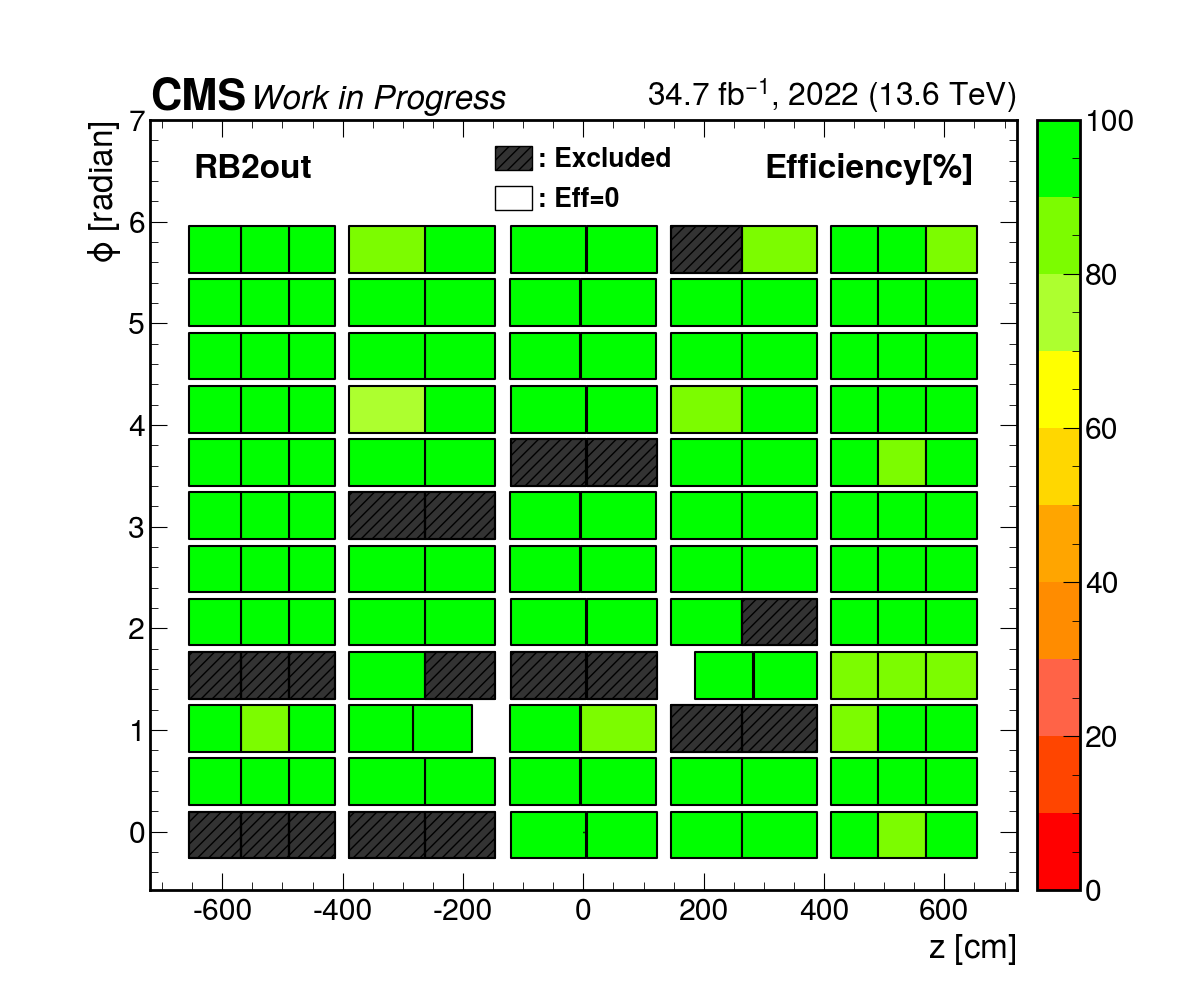 CMS Work in Progress 34.7 fb⁻¹, 2022 (13.6 TeV)
RB2out : Excluded Efficiency[%]
: Eff=0
ϕ [radian]
7
6
5
4
3
2
1
0
-600 -400 -200 0 200 400 600
z [cm]
100
80
60
40
20
0